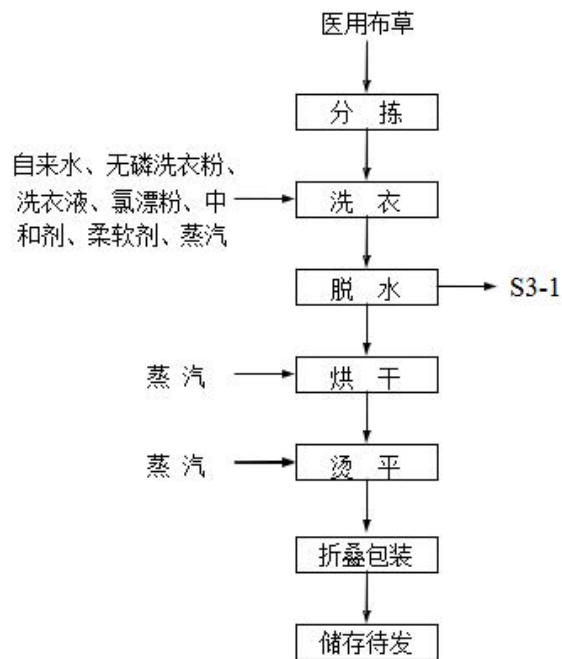 医用布草
分 拣
自来水、无磷洗衣粉、
洗衣液、氯漂粉、中
和剂、柔软剂、蒸汽
洗 衣
脱 水
S3-1
蒸 汽
烘 干
蒸 汽
烫 平
折叠包装
储存待发